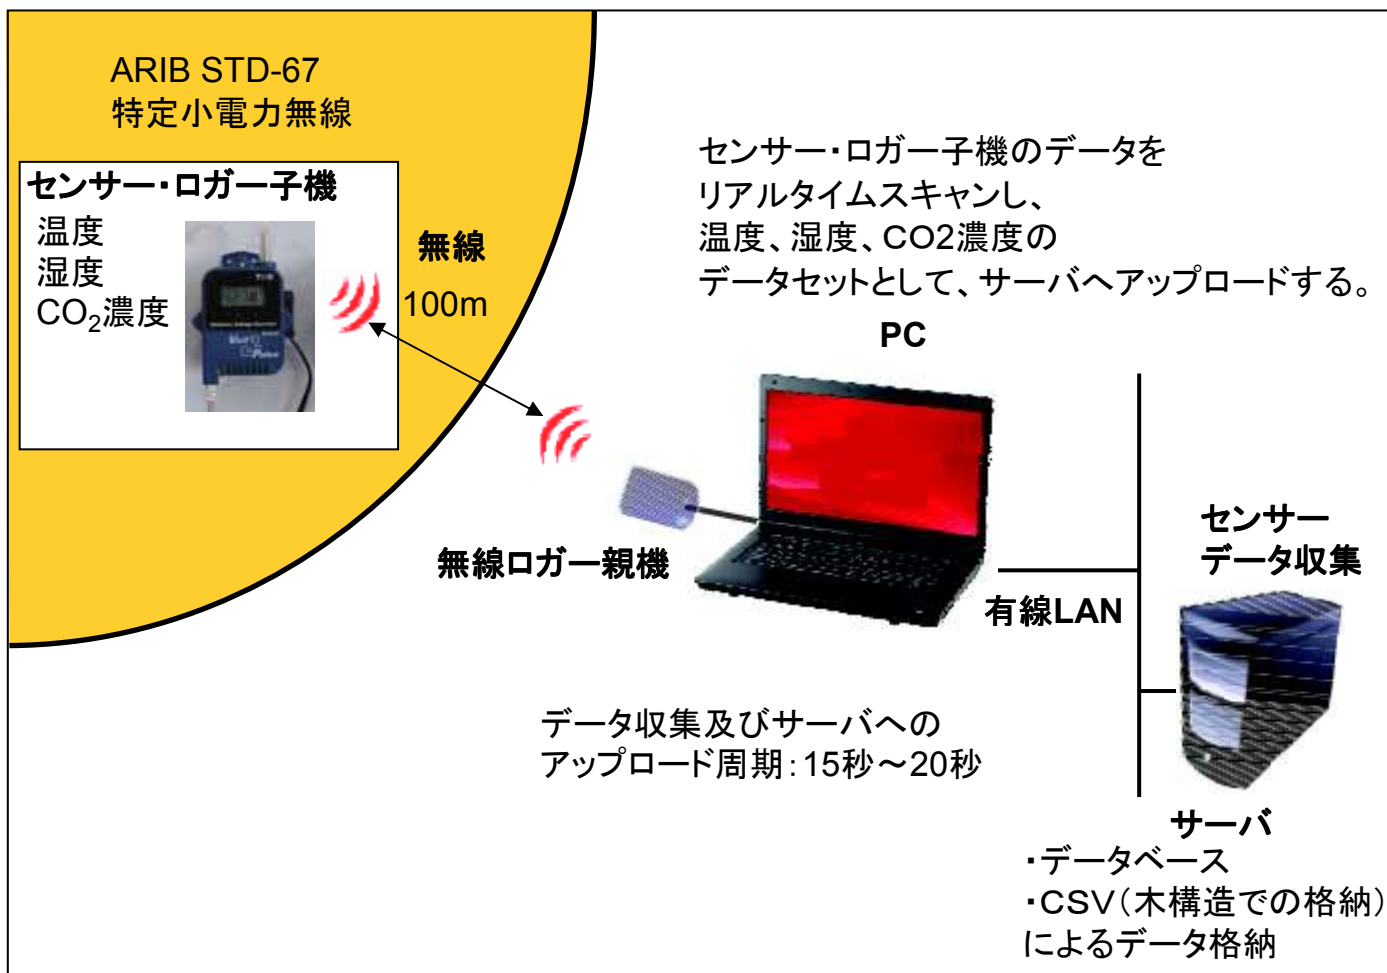 ARIB STD-67
特定小電力無線
センサー・ロガー子機
温度
湿度
CO₂濃度
無線
100m
センサー・ロガー子機のデータを
リアルタイムスキャンし、
温度、湿度、CO2濃度の
データセットとして、サーバへアップロードする。
PC
無線ロガー親機
有線LAN
センサー
データ収集
データ収集及びサーバへの
アップロード周期：15秒～20秒
サーバ
・データベース
・CSV（木構造での格納）
によるデータ格納